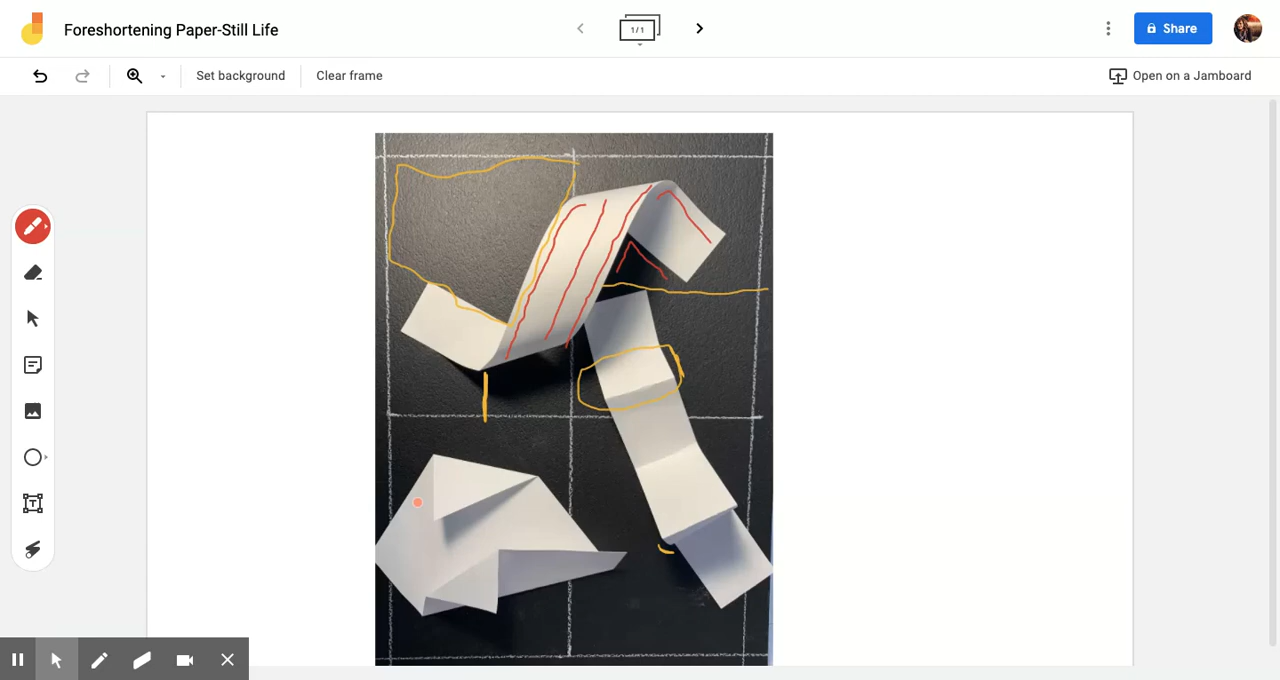 Foreshortening Paper-Still Life
1/1
Share
Set background
Clear frame
Open on a Jamboard
T